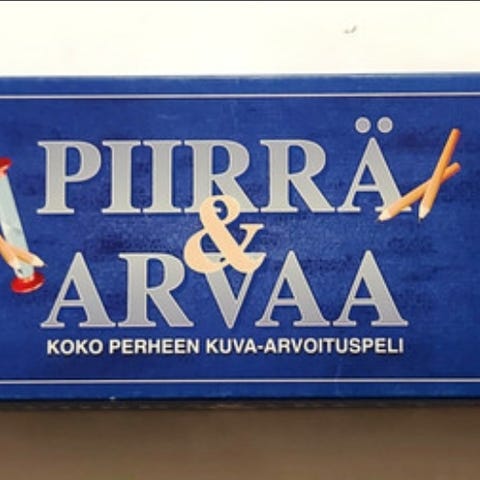 PIIRRÄ
&
ARVAA
KOKO PERHEEN KUVA-ARVOITUSPELI